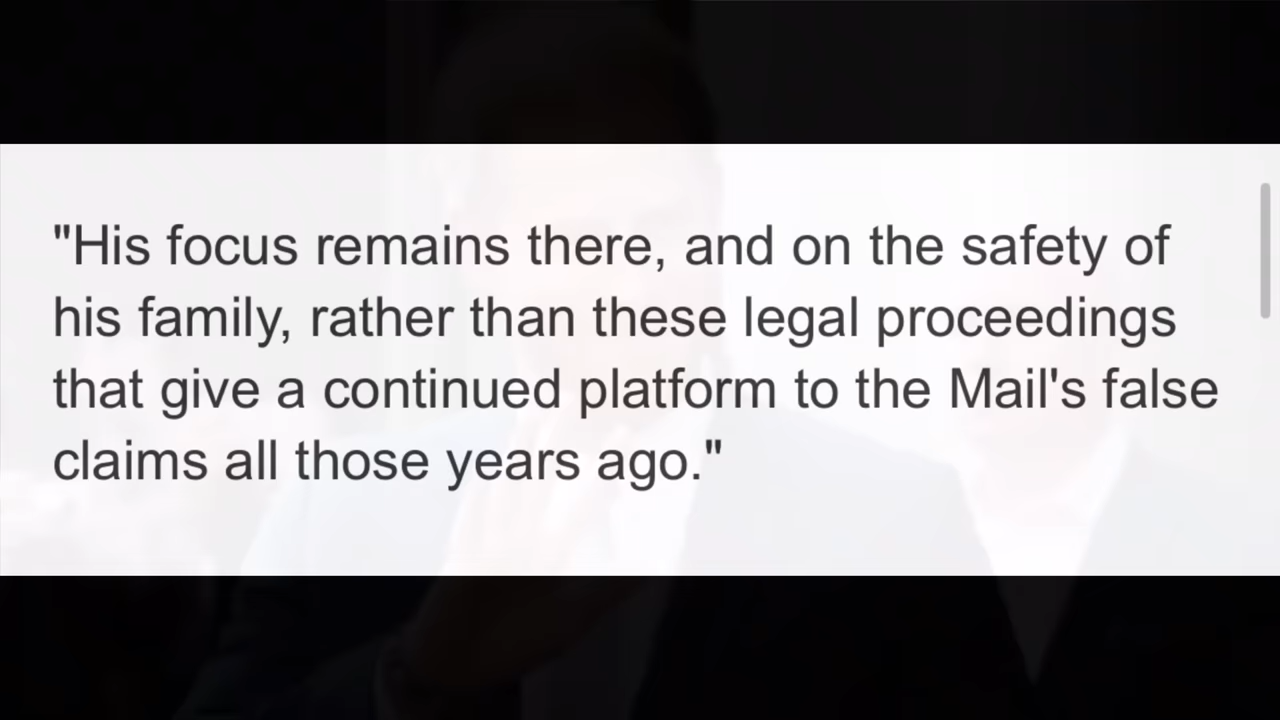 "His focus remains there, and on the safety of
his family, rather than these legal proceedings
that give a continued platform to the Mail's false
claims all those years ago."